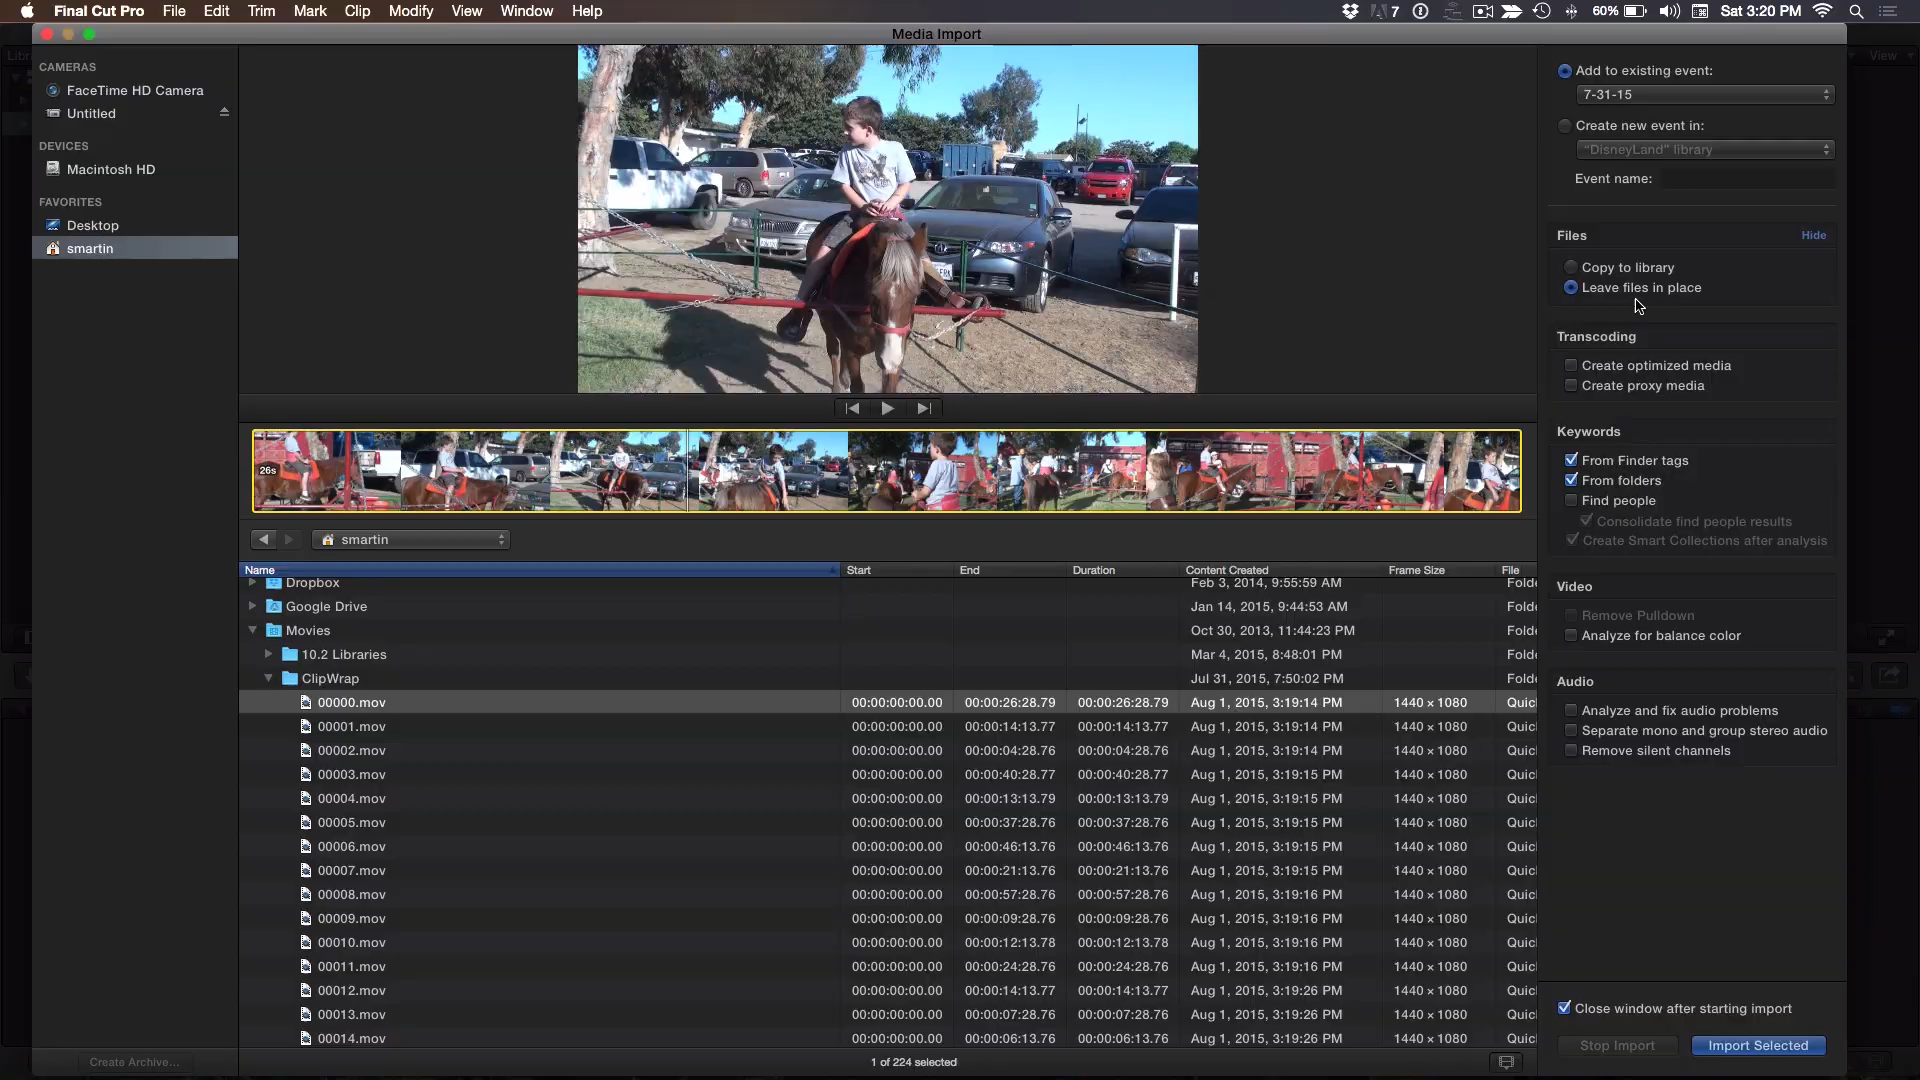 Final Cut Pro File Edit Trim Mark Clip Modify View Window Help 7 60% Sat 3:20 PM
Media Import
CAMERAS
FaceTime HD Camera
Untitled
DEVICES
Macintosh HD
FAVORITES
Desktop
smartin
26s
smartin
Name Start End Duration Content Created Frame Size File
Dropbox Feb 3, 2014, 9:55:59 AM Folde
Google Drive Jan 14, 2015, 9:44:53 AM Folde
Movies Oct 30, 2013, 11:44:23 PM Folde
10.2 Libraries Mar 4, 2015, 8:48:01 PM Folde
ClipWrap Jul 31, 2015, 7:50:02 PM Folde
00000.mov 00:00:00:00.00 00:00:26:28.79 00:00:26:28.79 Aug 1, 2015, 3:19:14 PM 1440 × 1080 Quic
00001.mov 00:00:00:00.00 00:00:14:13.77 00:00:14:13.77 Aug 1, 2015, 3:19:14 PM 1440 × 1080 Quic
00002.mov 00:00:00:00.00 00:00:04:28.76 00:00:04:28.76 Aug 1, 2015, 3:19:14 PM 1440 × 1080 Quic
00003.mov 00:00:00:00.00 00:00:40:28.77 00:00:40:28.77 Aug 1, 2015, 3:19:15 PM 1440 × 1080 Quic
00004.mov 00:00:00:00.00 00:00:13:13.79 00:00:13:13.79 Aug 1, 2015, 3:19:15 PM 1440 × 1080 Quic
00005.mov 00:00:00:00.00 00:00:37:28.76 00:00:37:28.76 Aug 1, 2015, 3:19:15 PM 1440 × 1080 Quic
00006.mov 00:00:00:00.00 00:00:46:13.76 00:00:46:13.76 Aug 1, 2015, 3:19:15 PM 1440 × 1080 Quic
00007.mov 00:00:00:00.00 00:00:21:13.76 00:00:21:13.76 Aug 1, 2015, 3:19:15 PM 1440 × 1080 Quic
00008.mov 00:00:00:00.00 00:00:57:28.76 00:00:57:28.76 Aug 1, 2015, 3:19:16 PM 1440 × 1080 Quic
00009.mov 00:00:00:00.00 00:00:09:28.76 00:00:09:28.76 Aug 1, 2015, 3:19:16 PM 1440 × 1080 Quic
00010.mov 00:00:00:00.00 00:00:12:13.78 00:00:12:13.78 Aug 1, 2015, 3:19:16 PM 1440 × 1080 Quic
00011.mov 00:00:00:00.00 00:00:24:28.76 00:00:24:28.76 Aug 1, 2015, 3:19:16 PM 1440 × 1080 Quic
00012.mov 00:00:00:00.00 00:00:14:13.77 00:00:14:13.77 Aug 1, 2015, 3:19:26 PM 1440 × 1080 Quic
00013.mov 00:00:00:00.00 00:00:07:28.76 00:00:07:28.76 Aug 1, 2015, 3:19:26 PM 1440 × 1080 Quic
00014.mov 00:00:00:00.00 00:00:06:13.76 00:00:06:13.76 Aug 1, 2015, 3:19:26 PM 1440 × 1080 Quic
Create Archive...
1 of 224 selected
View
Add to existing event:
7-31-15
Create new event in:
"DisneyLand" library
Event name:
Files Hide
Copy to library
Leave files in place
Transcoding
Create optimized media
Create proxy media
Keywords
From Finder tags
From folders
Find people
Consolidate find people results
Create Smart Collections after analysis
Video
Remove Pulldown
Analyze for balance color
Audio
Analyze and fix audio problems
Separate mono and group stereo audio
Remove silent channels
Close window after starting import
Stop Import Import Selected